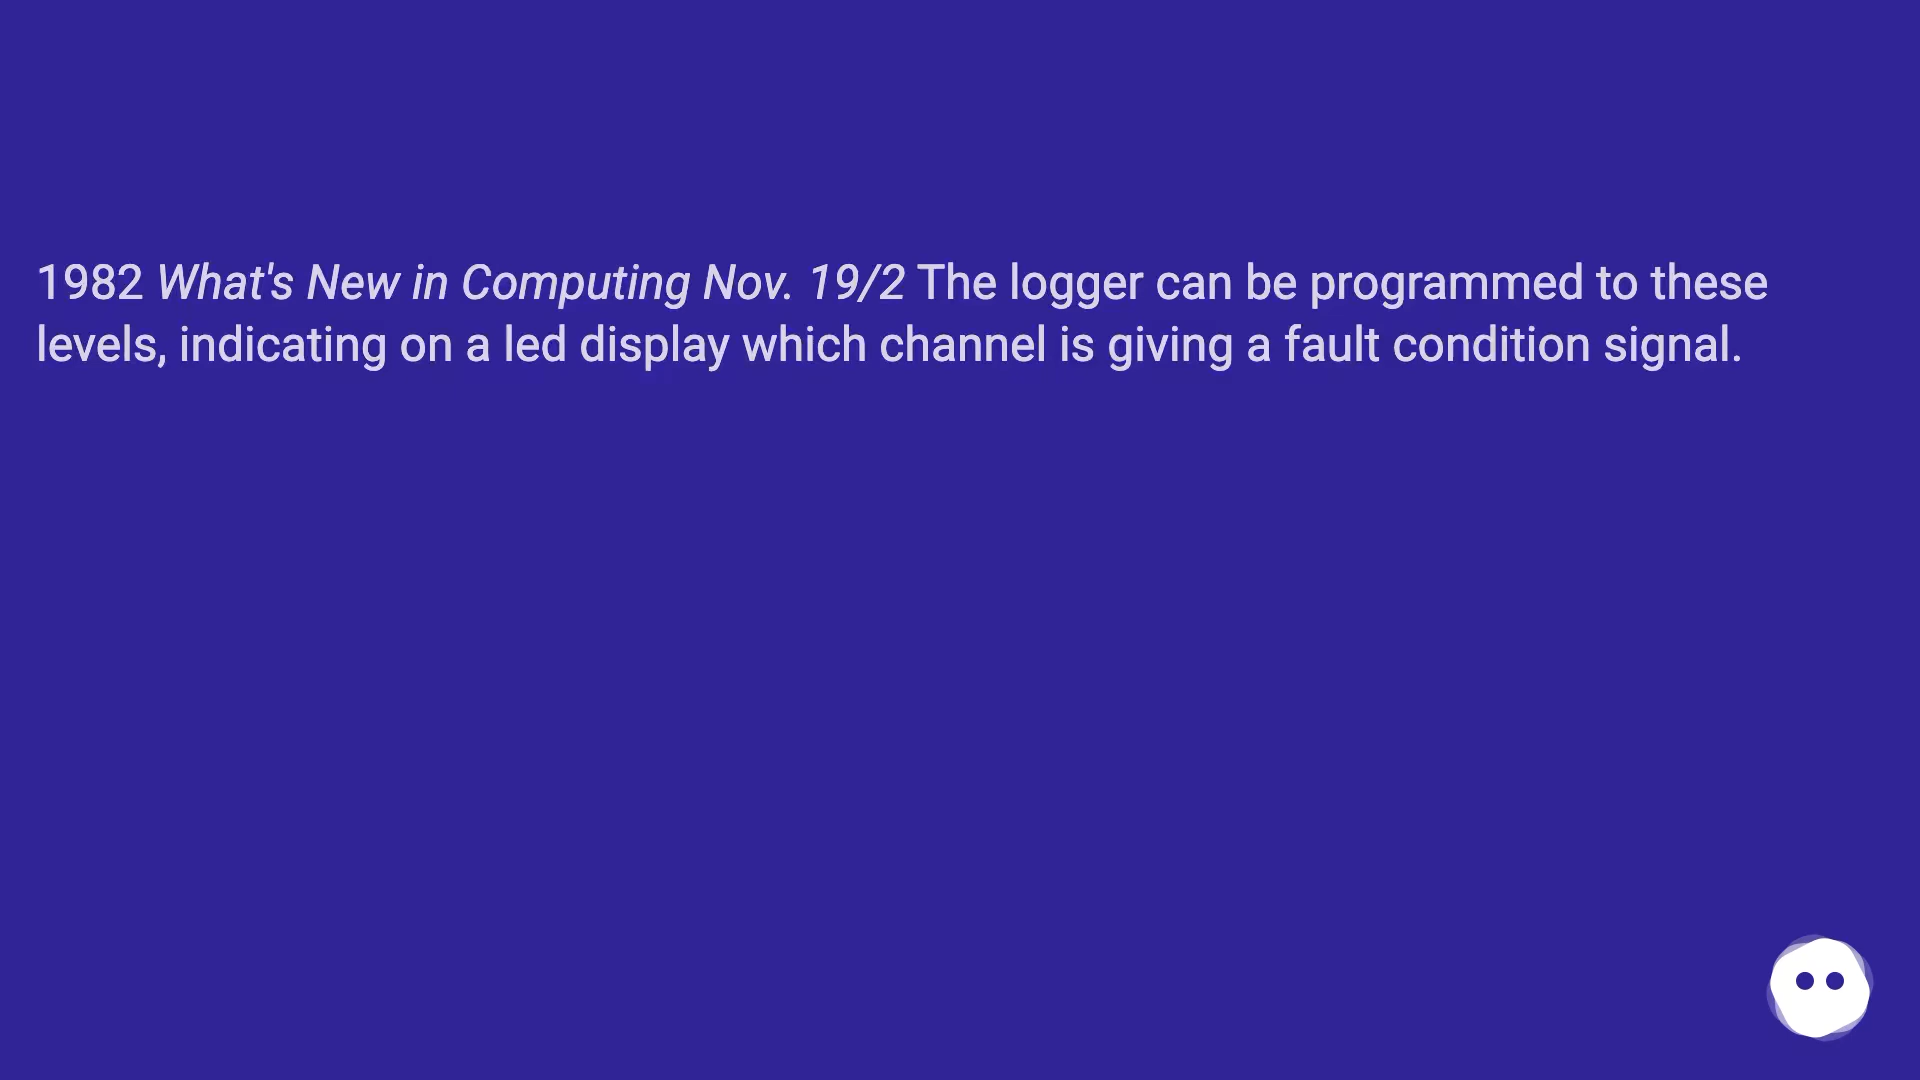 1982 What's New in Computing Nov. 19/2 The logger can be programmed to these
levels, indicating on a led display which channel is giving a fault condition signal.